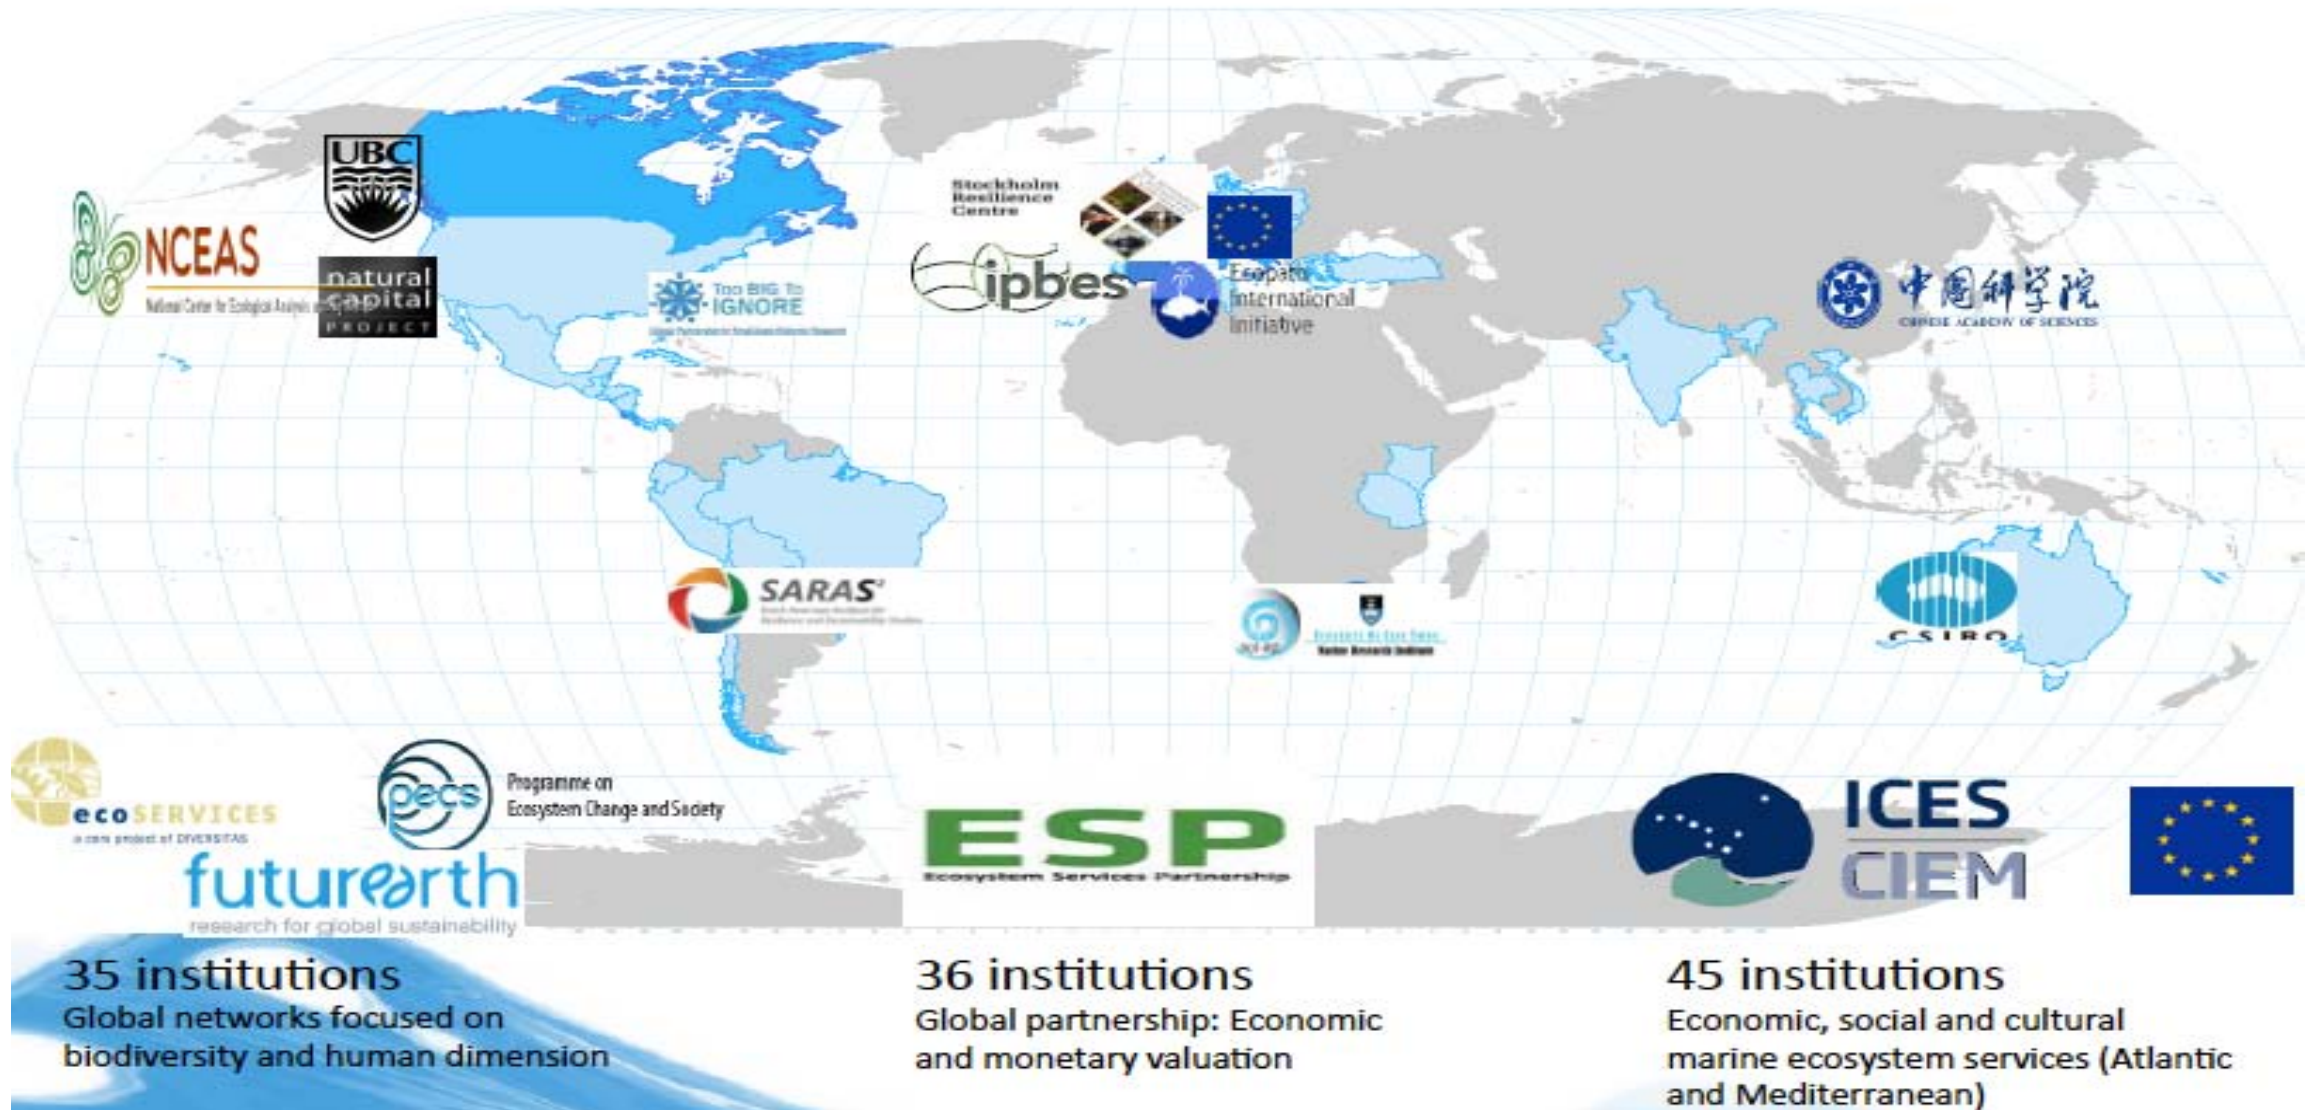 UBC
NCEAS
natural
capital
PROJECT
Too BIG To
IGNORE
Stockholm
Resilience
Centre
ipbes
International
Initiative
中国科学院
CHINESE ACADEMY OF SCIENCES
SARAS²
CSIRO
ecoSERVICES
a core project of DIVERSITAS
pecs
Programme on
Ecosystem Change and Society
futurearth
research for global sustainability
ESP
Ecosystem Services Partnership
ICES
CIEM
35 institutions
Global networks focused on
biodiversity and human dimension
36 institutions
Global partnership: Economic
and monetary valuation
45 institutions
Economic, social and cultural
marine ecosystem services (Atlantic
and Mediterranean)